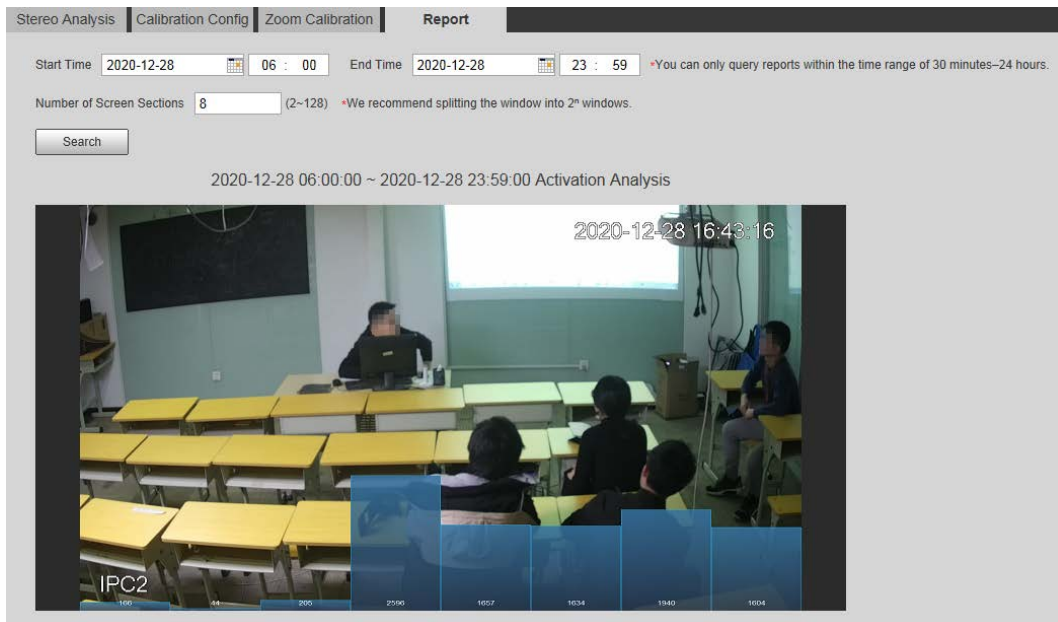 Stereo Analysis Calibration Config Zoom Calibration Report
Start Time 2020-12-28 06 : 00 End Time 2020-12-28 23 : 59 *You can only query reports within the time range of 30 minutes–24 hours.
Number of Screen Sections 8 (2~128) *We recommend splitting the window into 2ⁿ windows.
Search
2020-12-28 06:00:00 ~ 2020-12-28 23:59:00 Activation Analysis
2020-12-28 16:43:16
IPC2
166 44 205 2596 1657 1634 1940 1604